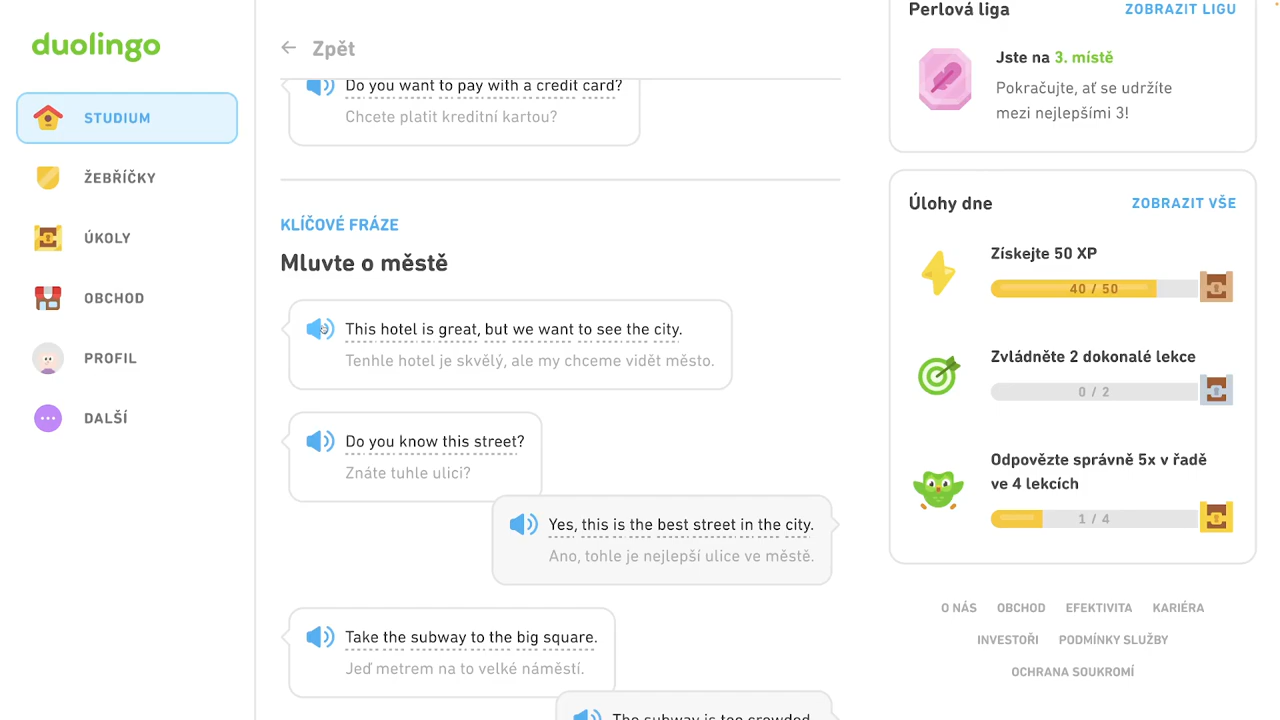 duolingo
STUDIUM
ŽEBŘÍČKY
ÚKOLY
OBCHOD
PROFIL
DALŠÍ
Zpět
Do you want to pay with a credit card?
Chcete platit kreditní kartou?
KLÍČOVÉ FRÁZE
Mluvte o městě
This hotel is great, but we want to see the city.
Tenhle hotel je skvělý, ale my chceme vidět město.
Do you know this street?
Znáte tuhle ulici?
Yes, this is the best street in the city.
Ano, tohle je nejlepší ulice ve městě.
Take the subway to the big square.
Jeď metrem na to velké náměstí.
The subway is too crowded.
Perlová liga
ZOBRAZIT LIGU
Jste na 3. místě
Pokračujte, ať se udržíte
mezi nejlepšími 3!
Úlohy dne
ZOBRAZIT VŠE
Získejte 50 XP
40 / 50
Zvládněte 2 dokonalé lekce
0 / 2
Odpovězte správně 5x v řadě
ve 4 lekcích
1 / 4
O NÁS
OBCHOD
EFEKTIVITA
KARIÉRA
INVESTOŘI
PODMÍNKY SLUŽBY
OCHRANA SOUKROMÍ